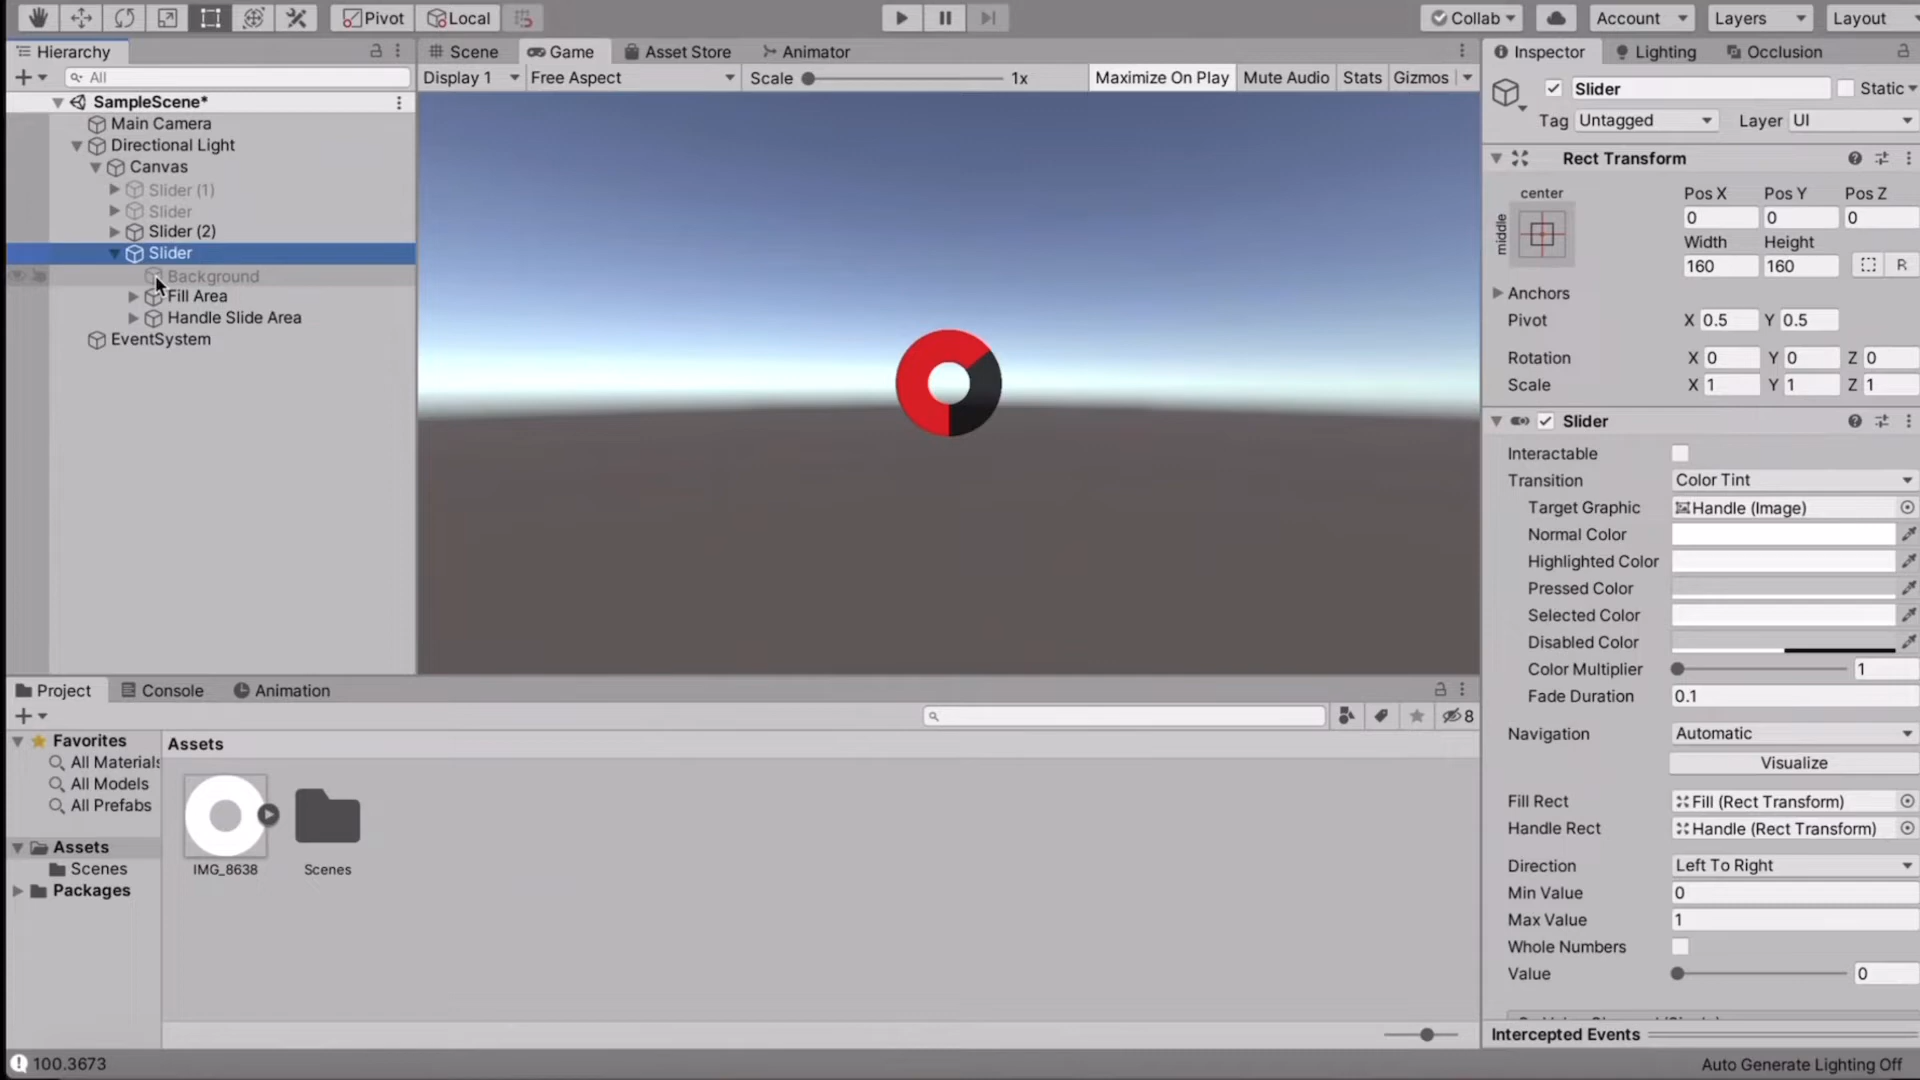 Pivot Local Collab Account Layers Layout
Hierarchy
All
SampleScene*
Main Camera
Directional Light
Canvas
Slider (1)
Slider
Slider (2)
Slider
Background
Fill Area
Handle Slide Area
EventSystem
Scene Game Asset Store Animator
Display 1 Free Aspect Scale 1x Maximize On Play Mute Audio Stats Gizmos
Inspector Lighting Occlusion
Slider Static
Tag Untagged Layer UI
Rect Transform
center Pos X Pos Y Pos Z
middle 0 0 0
Width Height
160 160 R
Anchors
Pivot X 0.5 Y 0.5
Rotation X 0 Y 0 Z 0
Scale X 1 Y 1 Z 1
Slider
Interactable
Transition Color Tint
Target Graphic Handle (Image)
Normal Color
Highlighted Color
Pressed Color
Selected Color
Disabled Color
Color Multiplier 1
Fade Duration 0.1
Navigation Automatic
Visualize
Fill Rect Fill (Rect Transform)
Handle Rect Handle (Rect Transform)
Direction Left To Right
Min Value 0
Max Value 1
Whole Numbers
Value 0
Intercepted Events
Project Console Animation
8
Favorites
All Materials
All Models
All Prefabs
Assets
Scenes
Packages
Assets
IMG_8638 Scenes
100.3673 Auto Generate Lighting Off